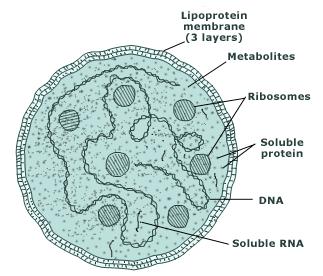 Lipoprotein
membrane
(3 layers)
Metabolites
Ribosomes
Soluble
protein
DNA
Soluble RNA